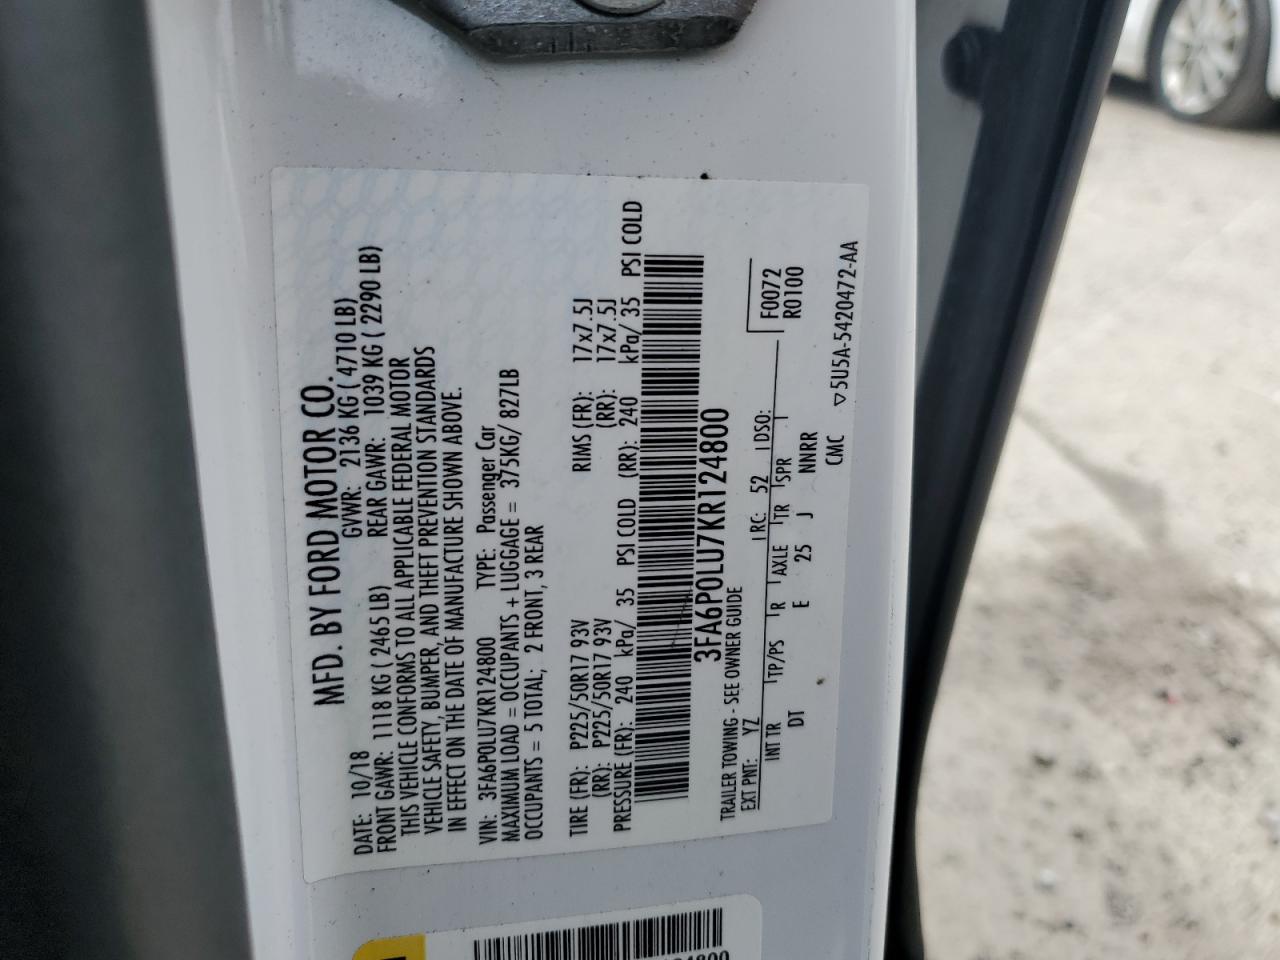 MFD. BY FORD MOTOR CO.
DATE: 10/18 GVWR: 2136 KG ( 4710 LB)
FRONT GAWR: 1118 KG ( 2465 LB) REAR GAWR: 1039 KG ( 2290 LB)
THIS VEHICLE CONFORMS TO ALL APPLICABLE FEDERAL MOTOR
VEHICLE SAFETY, BUMPER, AND THEFT PREVENTION STANDARDS
IN EFFECT ON THE DATE OF MANUFACTURE SHOWN ABOVE.
VIN: 3FA6P0LU7KR124800 TYPE: Passenger Car
MAXIMUM LOAD = OCCUPANTS + LUGGAGE = 375KG/ 827LB
OCCUPANTS = 5 TOTAL; 2 FRONT, 3 REAR
TIRE (FR): P225/50R17 93V RIMS (FR): 17x7.5J
(RR): P225/50R17 93V (RR): 17x7.5J
PRESSURE (FR): 240 kPa/ 35 PSI COLD (RR): 240 kPa/ 35 PSI COLD
3FA6P0LU7KR124800
TRAILER TOWING - SEE OWNER GUIDE F0072
EXT PNT: YZ RC: 52 DSO: R0100
INT TR TP/PS R AXLE TR SPR
DT E 25 J NNRR
CMC ▽5U5A-5420472-AA